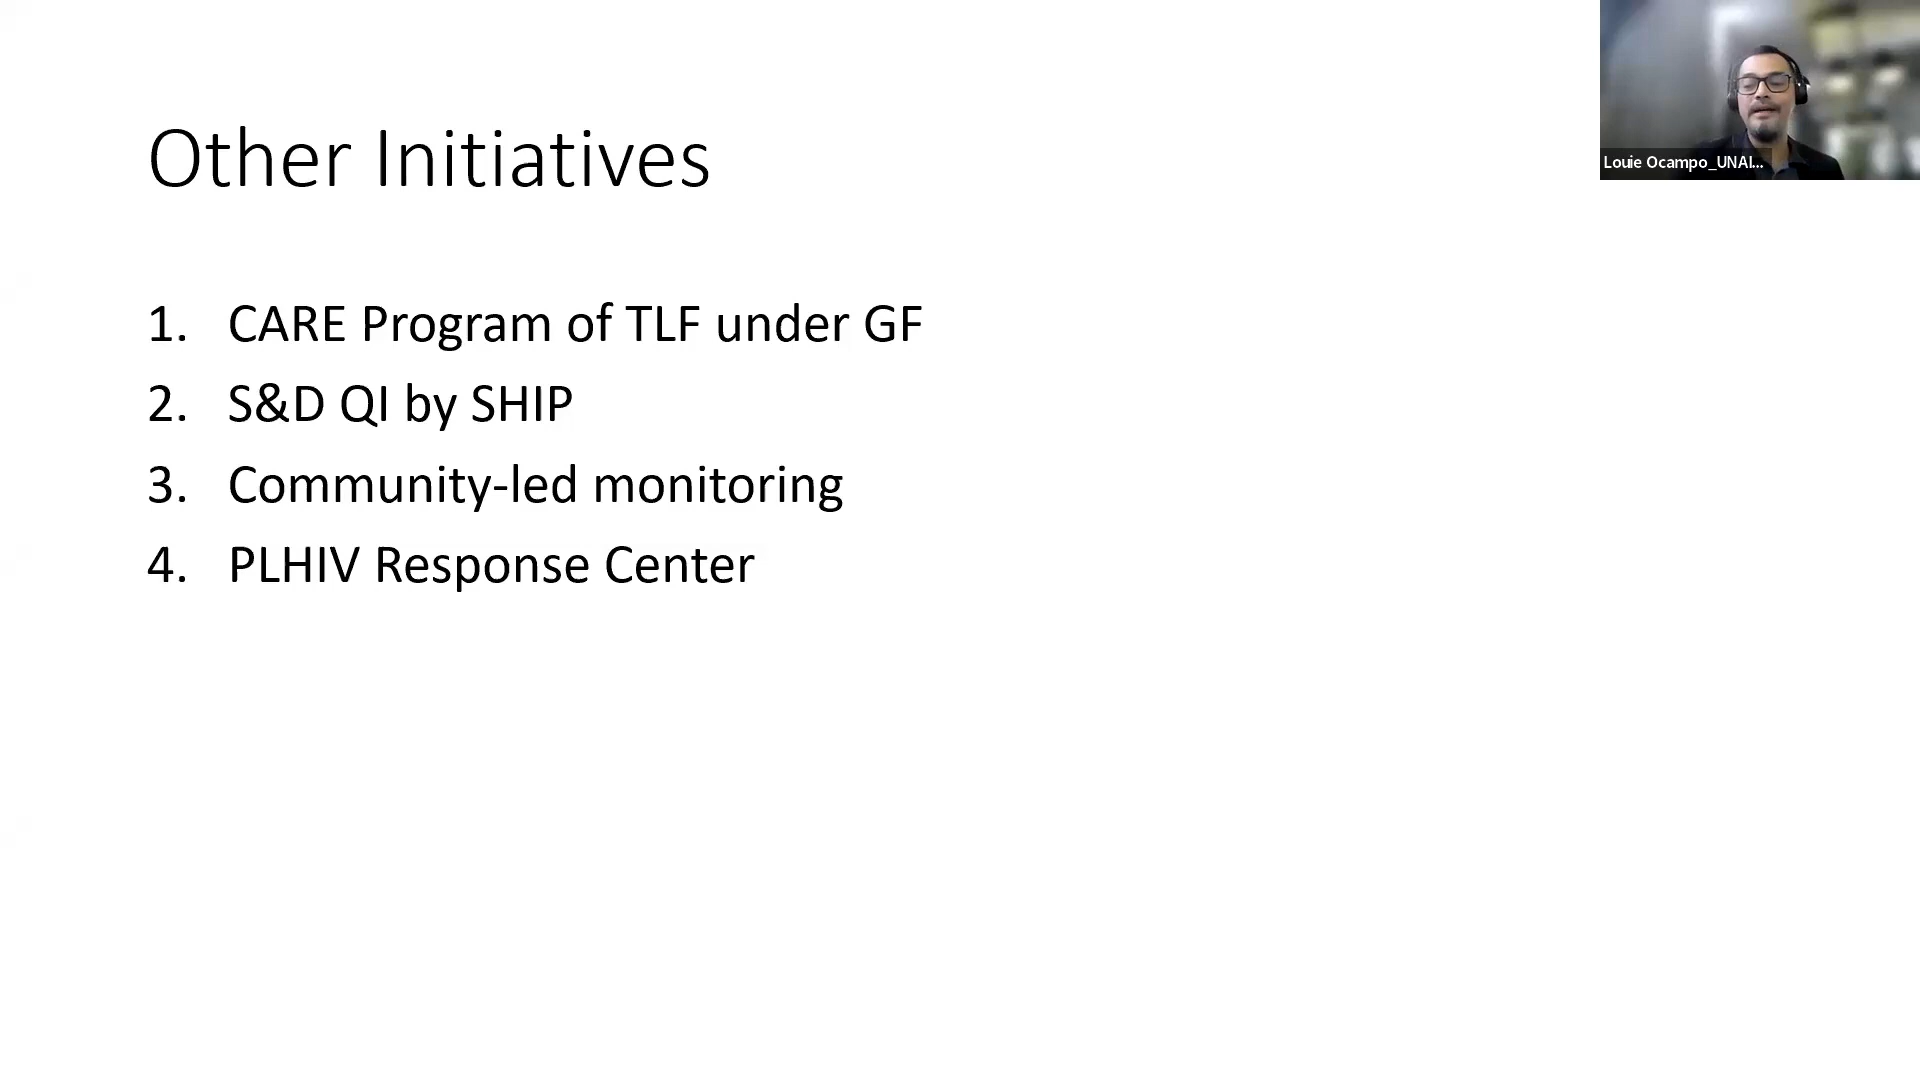 Other Initiatives
1. CARE Program of TLF under GF
2. S&D QI by SHIP
3. Community-led monitoring
4. PLHIV Response Center
Louie Ocampo_UNAI...